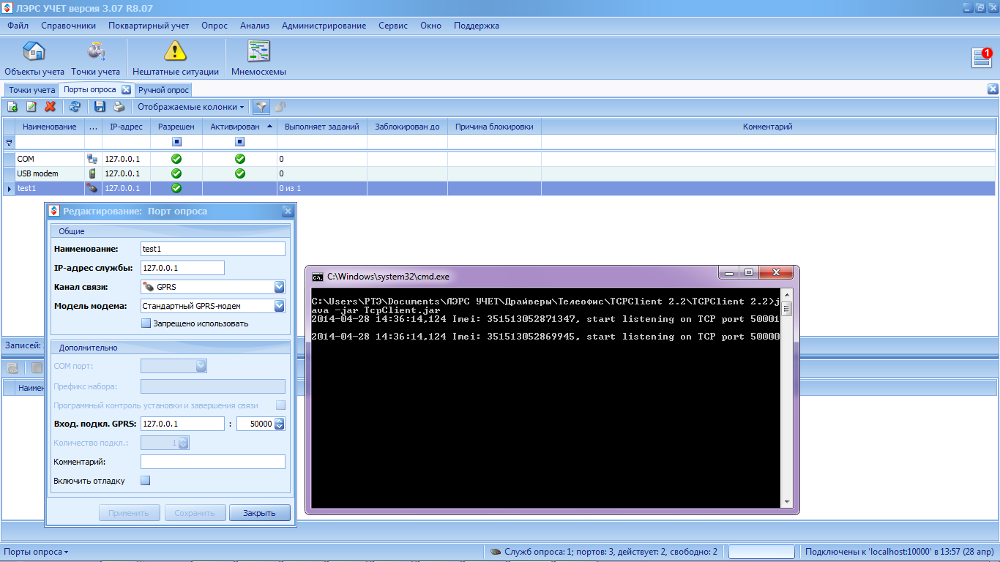 ЛЭРС УЧЕТ версия 3.07 R8.07
Файл Справочники Поквартирный учет Опрос Анализ Администрирование Сервис Окно Поддержка
Объекты учета Точки учета Нештатные ситуации Мнемосхемы
1
Точки учета Порты опроса Ручной опрос
Отображаемые колонки
Наименование ... IP-адрес Разрешен Активирован Выполняет заданий Заблокирован до Причина блокировки Комментарий
COM 127.0.0.1 0
USB modem 127.0.0.1 0
test1 127.0.0.1 0 из 1
Редактирование: Порт опроса
Общие
Наименование: test1
IP-адрес службы: 127.0.0.1
Канал связи: GPRS
Модель модема: Стандартный GPRS-модем
Запрещено использовать
Дополнительно
COM порт:
Префикс набора:
Программный контроль установки и завершения связи
Вход. подкл. GPRS: 127.0.0.1 : 50000
Количество подкл.: 1
Комментарий:
Включить отладку
Применить Сохранить Закрыть
C:\Windows\system32\cmd.exe
C:\Users\РТЭ\Documents\ЛЭРС УЧЕТ\Драйверы\Телеофис\TCPClient 2.2\TCPClient 2.2>j
ava -jar TcpClient.jar
2014-04-28 14:36:14,124 Imei: 351513052871347, start listening on TCP port 50001
2014-04-28 14:36:14,124 Imei: 351513052869945, start listening on TCP port 50000
Записей:
Наимен
Порты опроса
Служб опроса: 1; портов: 3, действует: 2, свободно: 2
Подключены к 'localhost:10000' в 13:57 (28 апр)